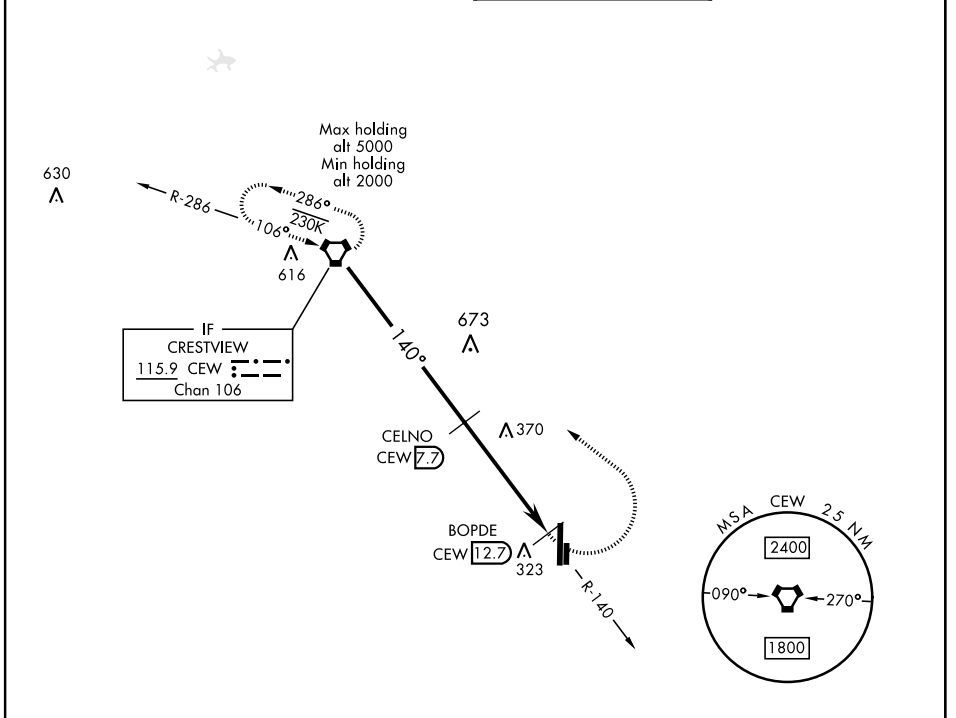 Max holding
alt 5000
Min holding
alt 2000
630
R-286
286°
230K
106°
616
IF
CRESTVIEW
115.9 CEW
Chan 106
140°
673
CELNO
CEW 7.7
370
BOPDE
CEW 12.7
323
R-140
MSA CEW 25 NM
2400
090°
270°
1800